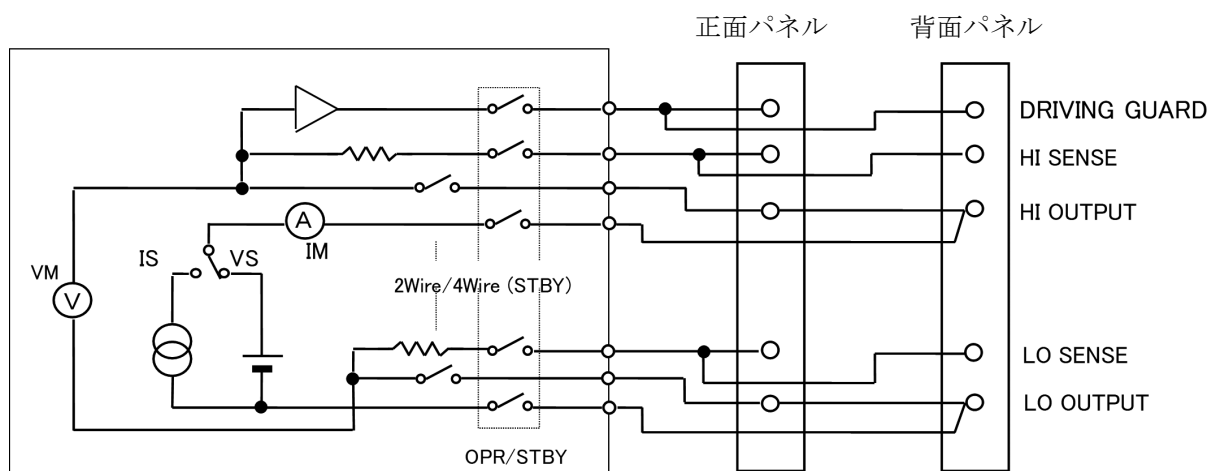 正面パネル
背面パネル
DRIVING GUARD
HI SENSE
HI OUTPUT
A
IM
IS
VS
VM
V
2Wire/4Wire (STBY)
LO SENSE
LO OUTPUT
OPR/STBY